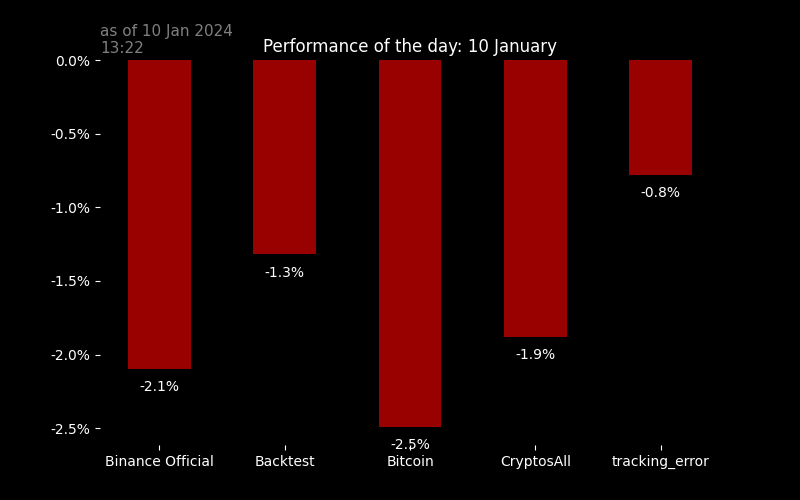 as of 10 Jan 2024
13:22
Performance of the day: 10 January
0.0%
-0.5%
-1.0%
-1.5%
-2.0%
-2.5%
-2.1%
-1.3%
-2.5%
-1.9%
-0.8%
Binance Official
Backtest
Bitcoin
CryptosAll
tracking_error